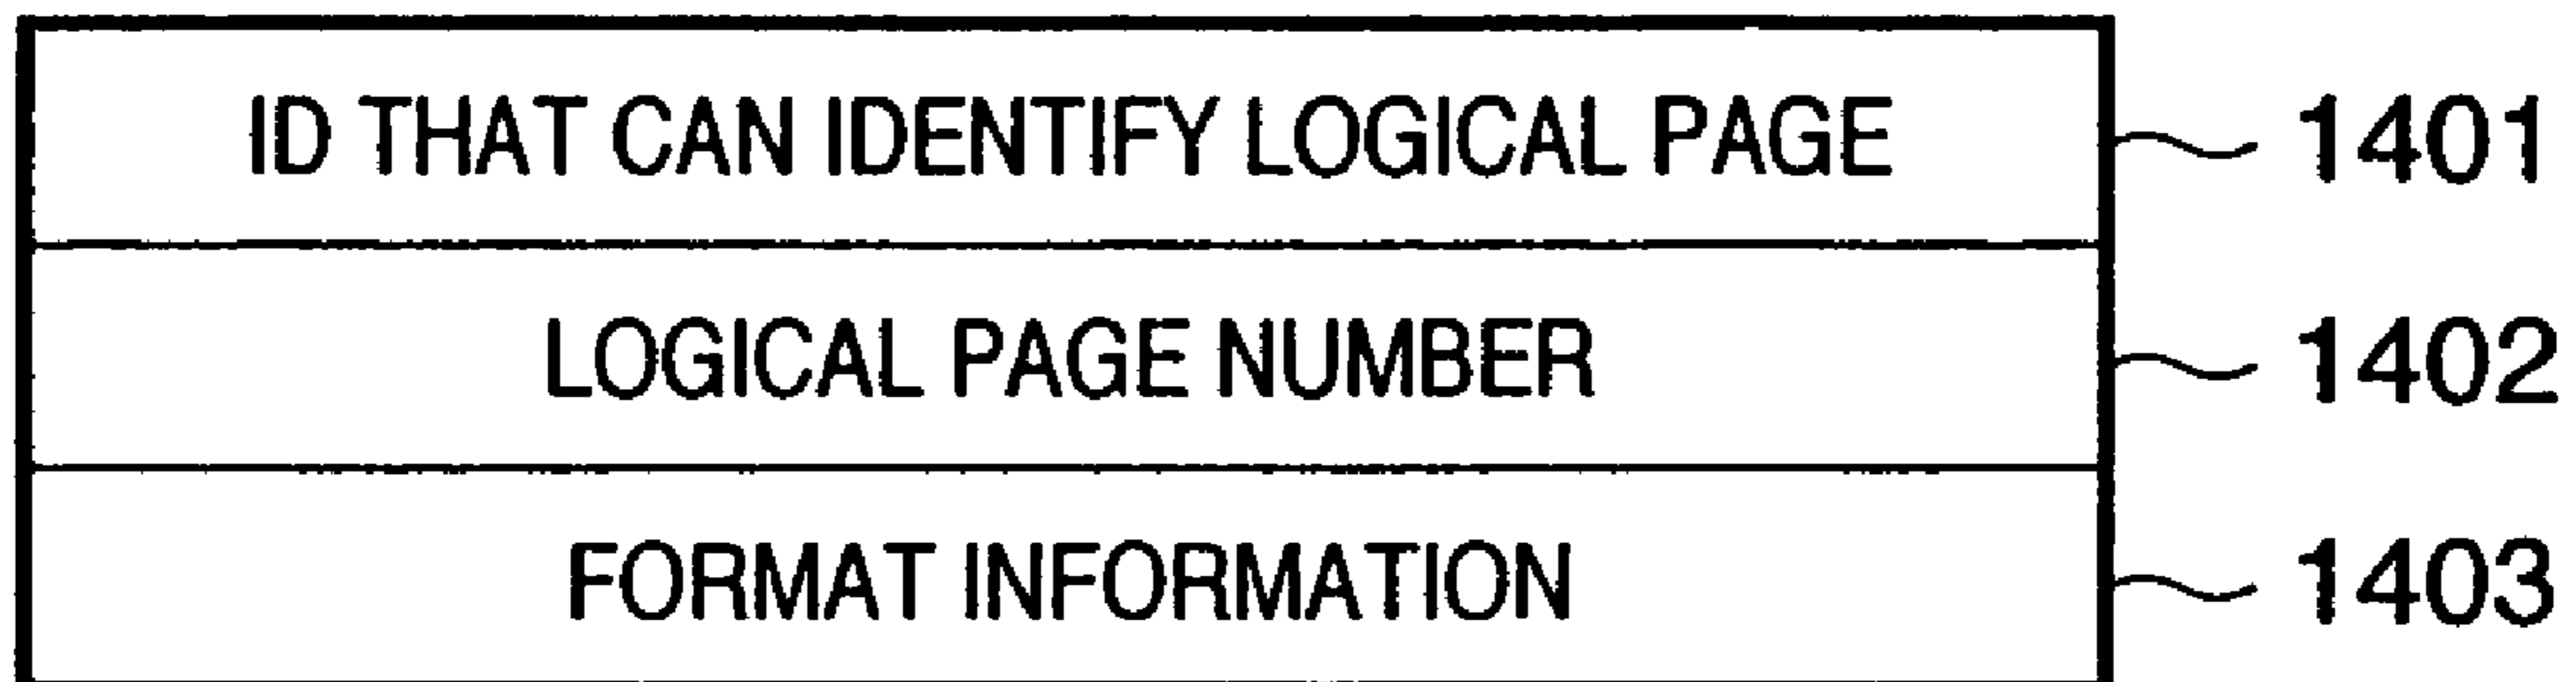 ID THAT CAN IDENTIFY LOGICAL PAGE 1401
LOGICAL PAGE NUMBER 1402
FORMAT INFORMATION 1403